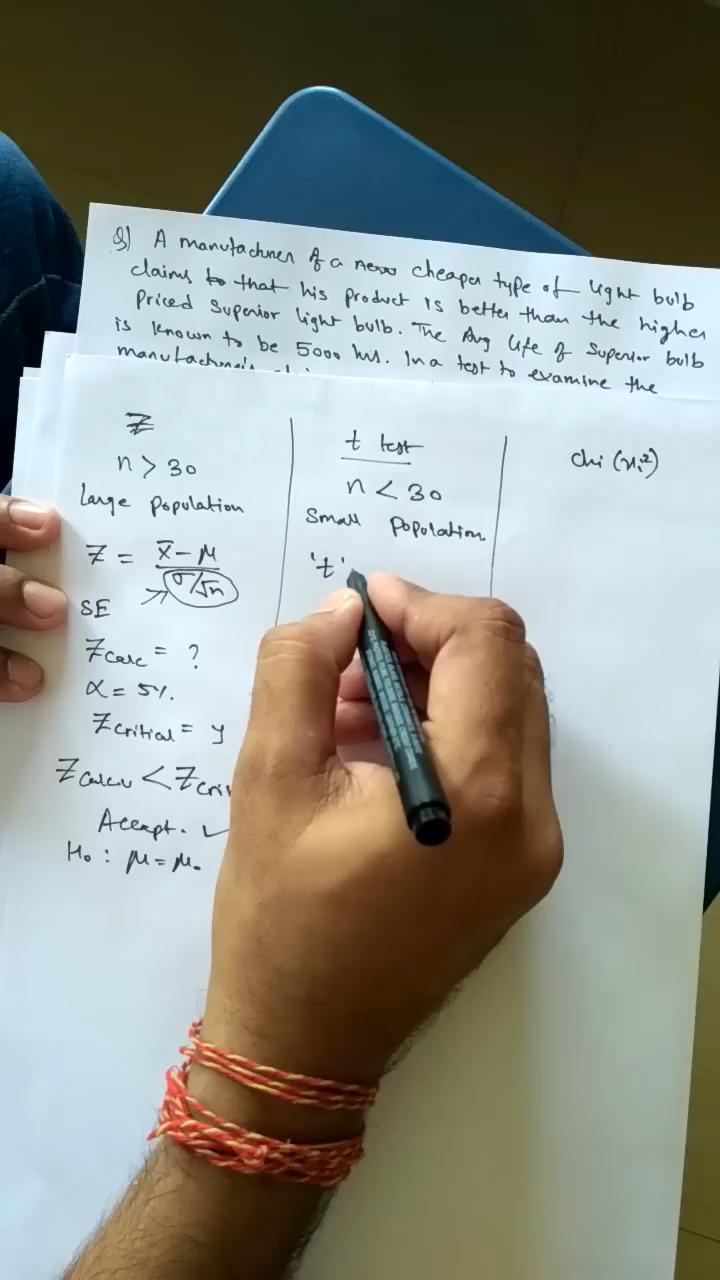 Q) A manufacturer of a new cheaper type of light bulb
claims to that his product is better than the higher
priced Superior light bulb. The Avg life of Superior bulb
is known to be 5000 hrs. In a test to examine the
manufacturer's
Z
n > 30
Large population
Z = x̄ - μ
σ/√n
SE
Zcalc = ?
α = 5%.
Zcritical = y
Zcalcu < Zcri
Accept. ✓
H₀ : μ = μ₀
t test
n < 30
Small Population.
't'
chi (x²)